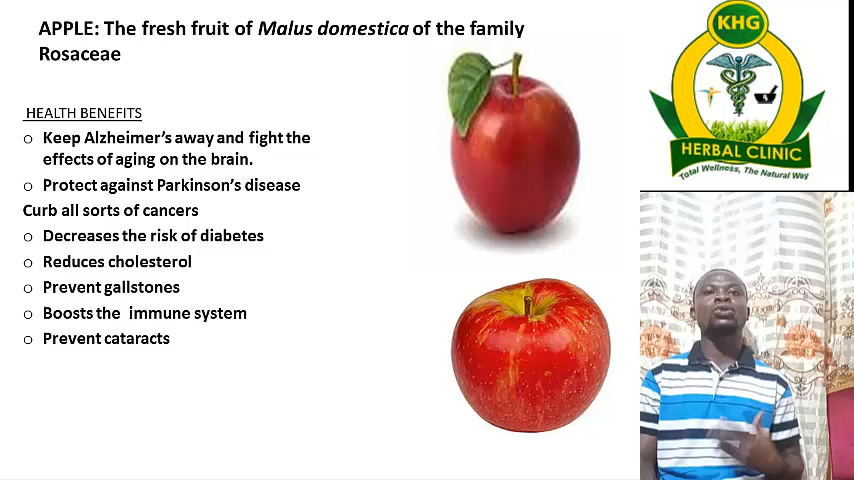 APPLE: The fresh fruit of Malus domestica of the family
Rosaceae
HEALTH BENEFITS
o Keep Alzheimer's away and fight the
effects of aging on the brain.
o Protect against Parkinson's disease
Curb all sorts of cancers
o Decreases the risk of diabetes
o Reduces cholesterol
o Prevent gallstones
o Boosts the  immune system
o Prevent cataracts
KHG
HERBAL CLINIC
Total Wellness, The Natural Way